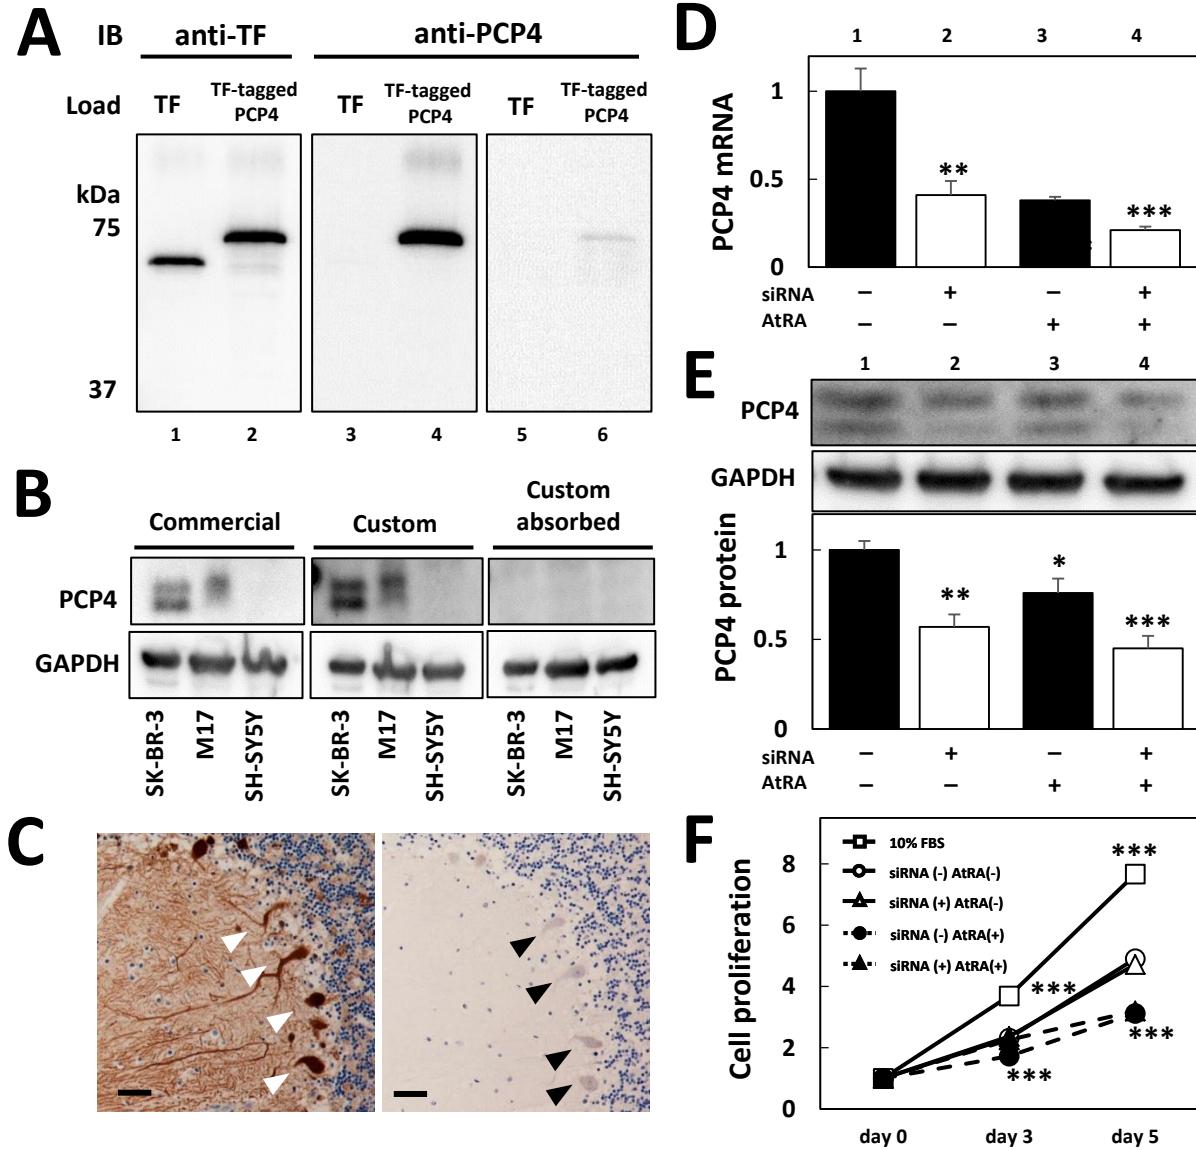 A
IB anti-TF anti-PCP4
Load TF TF-tagged PCP4 TF TF-tagged PCP4 TF TF-tagged PCP4
kDa
75
37
1 2 3 4 5 6
B
Commercial Custom Custom absorbed
PCP4
GAPDH
SK-BR-3 M17 SH-SY5Y SK-BR-3 M17 SH-SY5Y SK-BR-3 M17 SH-SY5Y
C
D
1 2 3 4
PCP4 mRNA
1
0.5
0
** ***
siRNA − + − +
AtRA − − + +
E
1 2 3 4
PCP4
GAPDH
PCP4 protein
1
0.5
0
** * ***
siRNA − + − +
AtRA − − + +
F
Cell proliferation
8
6
4
2
0
10% FBS
siRNA (-) AtRA(-)
siRNA (+) AtRA(-)
siRNA (-) AtRA(+)
siRNA (+) AtRA(+)
***
***
***
***
day 0 day 3 day 5